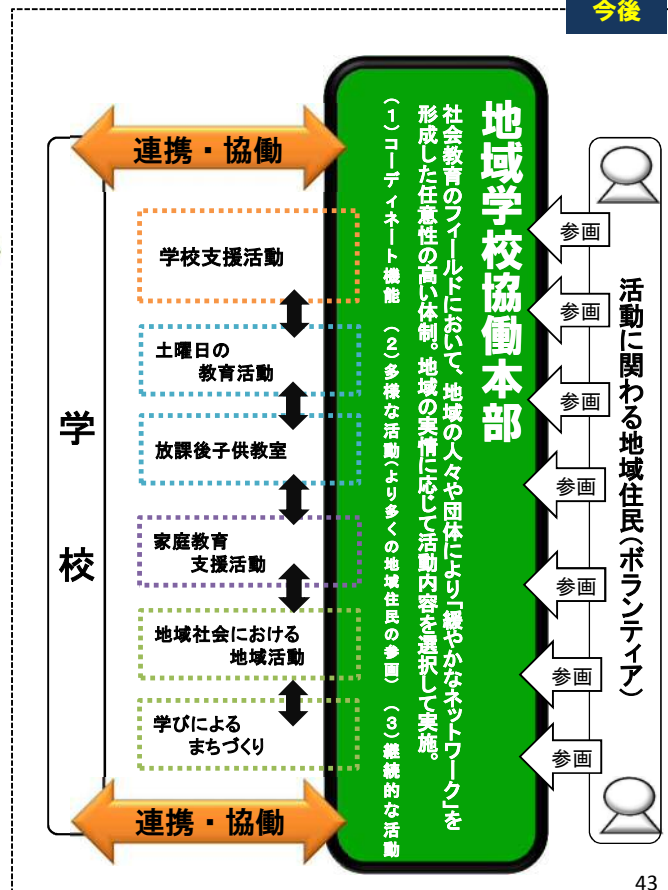 今後
地域学校協働本部
社会教育のフィールドにおいて、地域の人々や団体により「緩やかなネットワーク」を
形成した任意性の高い体制。地域の実情に応じて活動内容を選択して実施。
(1)コーディネート機能 (2)多様な活動(より多くの地域住民の参画) (3)継続的な活動
連携・協働
学校支援活動
土曜日の
教育活動
放課後子供教室
家庭教育
支援活動
地域社会における
地域活動
学びによる
まちづくり
連携・協働
学校
参画
参画
参画
参画
参画
参画
参画
活動に関わる地域住民(ボランティア)
43